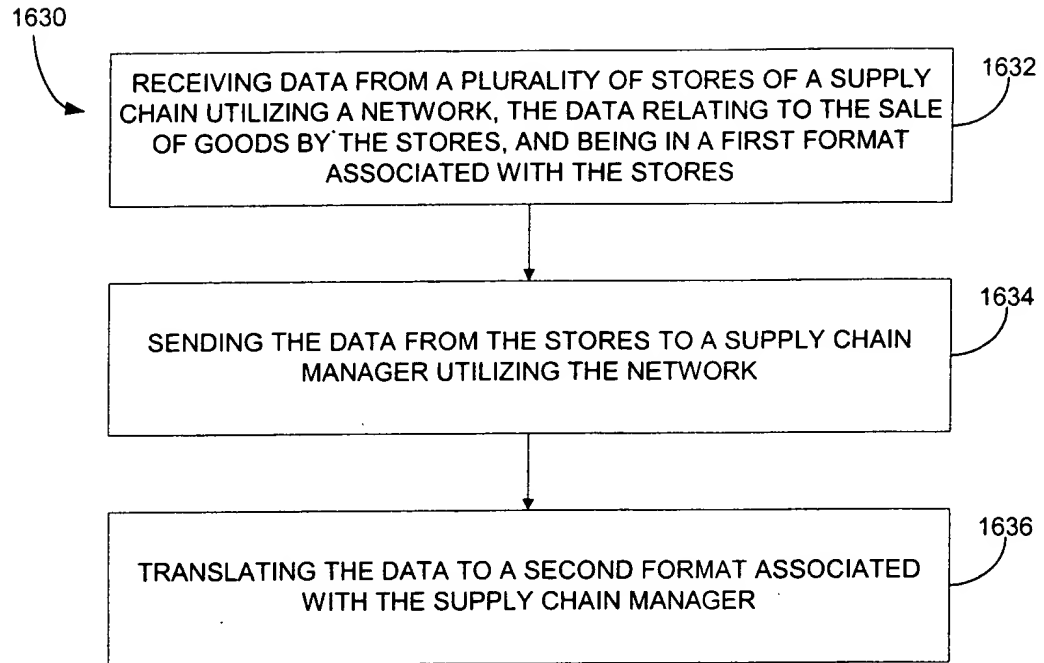 1630
RECEIVING DATA FROM A PLURALITY OF STORES OF A SUPPLY
CHAIN UTILIZING A NETWORK, THE DATA RELATING TO THE SALE
OF GOODS BY THE STORES, AND BEING IN A FIRST FORMAT
ASSOCIATED WITH THE STORES
1632
SENDING THE DATA FROM THE STORES TO A SUPPLY CHAIN
MANAGER UTILIZING THE NETWORK
1634
TRANSLATING THE DATA TO A SECOND FORMAT ASSOCIATED
WITH THE SUPPLY CHAIN MANAGER
1636